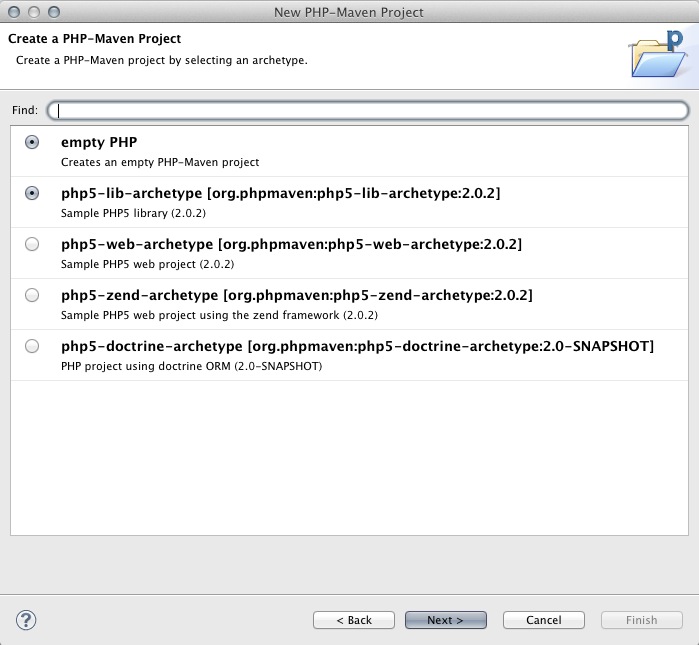 New PHP-Maven Project
Create a PHP-Maven Project
Create a PHP-Maven project by selecting an archetype.
p
Find:
empty PHP
Creates an empty PHP-Maven project
php5-lib-archetype [org.phpmaven:php5-lib-archetype:2.0.2]
Sample PHP5 library (2.0.2)
php5-web-archetype [org.phpmaven:php5-web-archetype:2.0.2]
Sample PHP5 web project (2.0.2)
php5-zend-archetype [org.phpmaven:php5-zend-archetype:2.0.2]
Sample PHP5 web project using the zend framework (2.0.2)
php5-doctrine-archetype [org.phpmaven:php5-doctrine-archetype:2.0-SNAPSHOT]
PHP project using doctrine ORM (2.0-SNAPSHOT)
? < Back Next > Cancel Finish